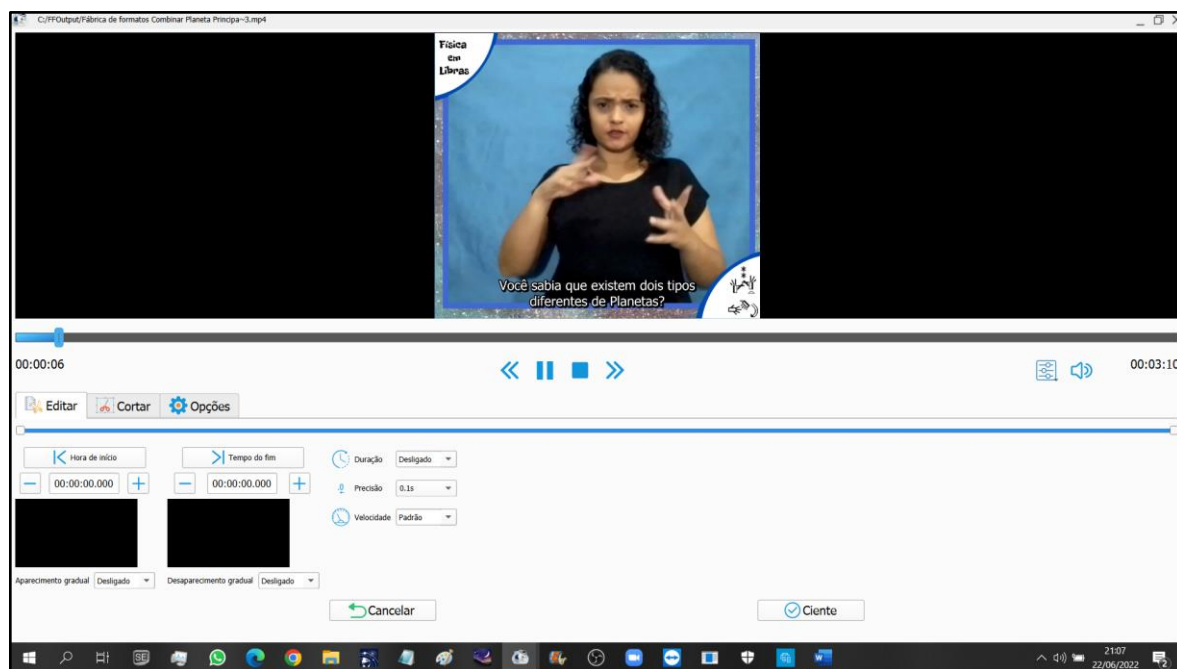 C:/FFOutput/Fábrica de formatos Combinar Planeta Principa~3.mp4
Física
em
Libras
Você sabia que existem dois tipos
diferentes de Planetas?
00:00:06
00:03:10
Editar
Cortar
Opções
Hora de início
Tempo do fim
Duração
Desligado
00:00:00.000
00:00:00.000
Precisão
0.1s
Velocidade
Padrão
Aparecimento gradual
Desligado
Desaparecimento gradual
Desligado
Cancelar
Ciente
SE
21:07
22/06/2022
2